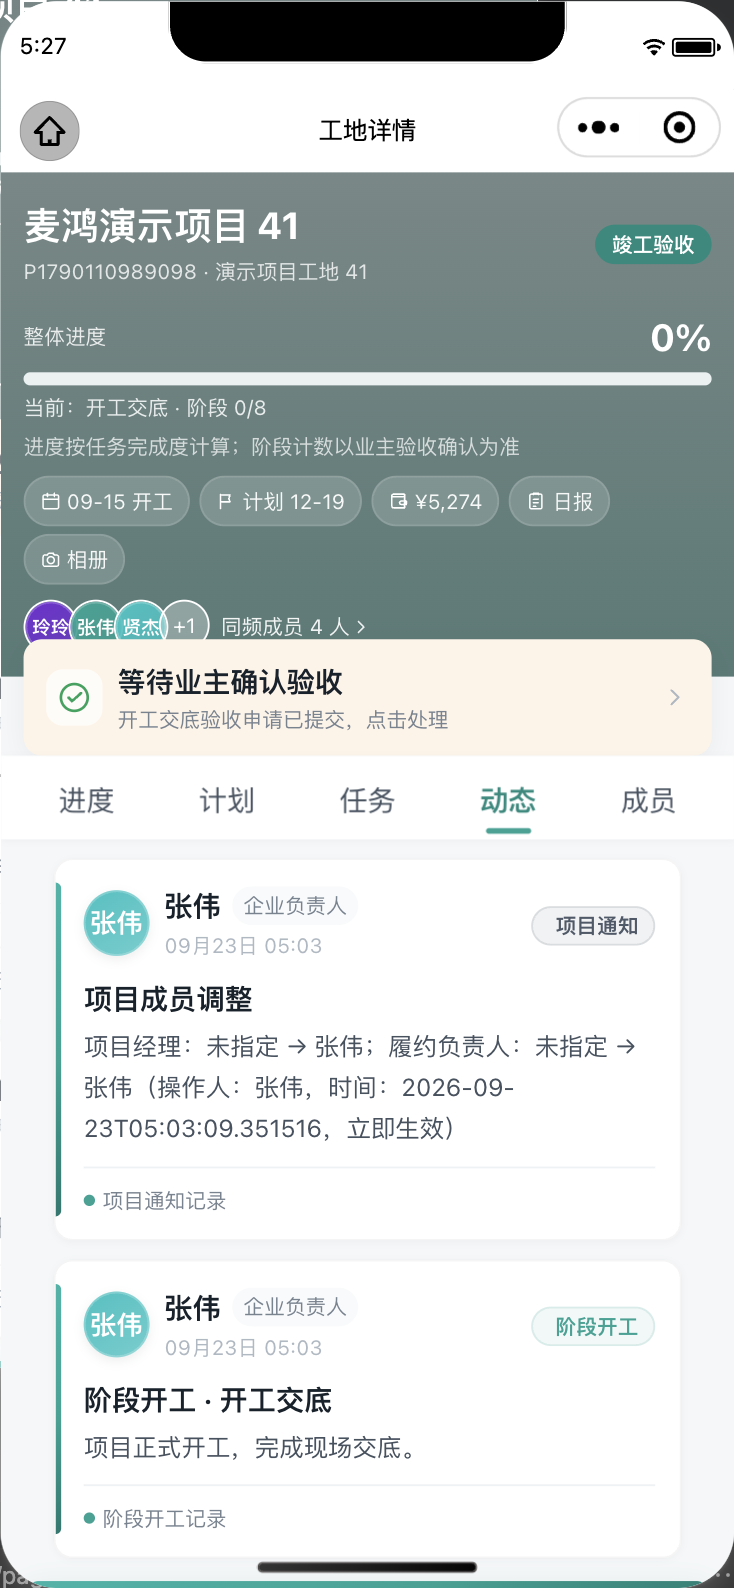 5:27
工地详情
麦鸿演示项目 41
竣工验收
P1790110989098 · 演示项目工地 41
整体进度
0%
当前：开工交底 · 阶段 0/8
进度按任务完成度计算；阶段计数以业主验收确认为准
09-15 开工
计划 12-19
¥5,274
日报
相册
玲玲
张伟
贤杰
+1
同频成员 4 人
等待业主确认验收
开工交底验收申请已提交，点击处理
进度
计划
任务
动态
成员
张伟
张伟
企业负责人
09月23日 05:03
项目通知
项目成员调整
项目经理：未指定 → 张伟；履约负责人：未指定 →
张伟（操作人：张伟，时间：2026-09-
23T05:03:09.351516，立即生效）
项目通知记录
张伟
张伟
企业负责人
09月23日 05:03
阶段开工
阶段开工 · 开工交底
项目正式开工，完成现场交底。
阶段开工记录